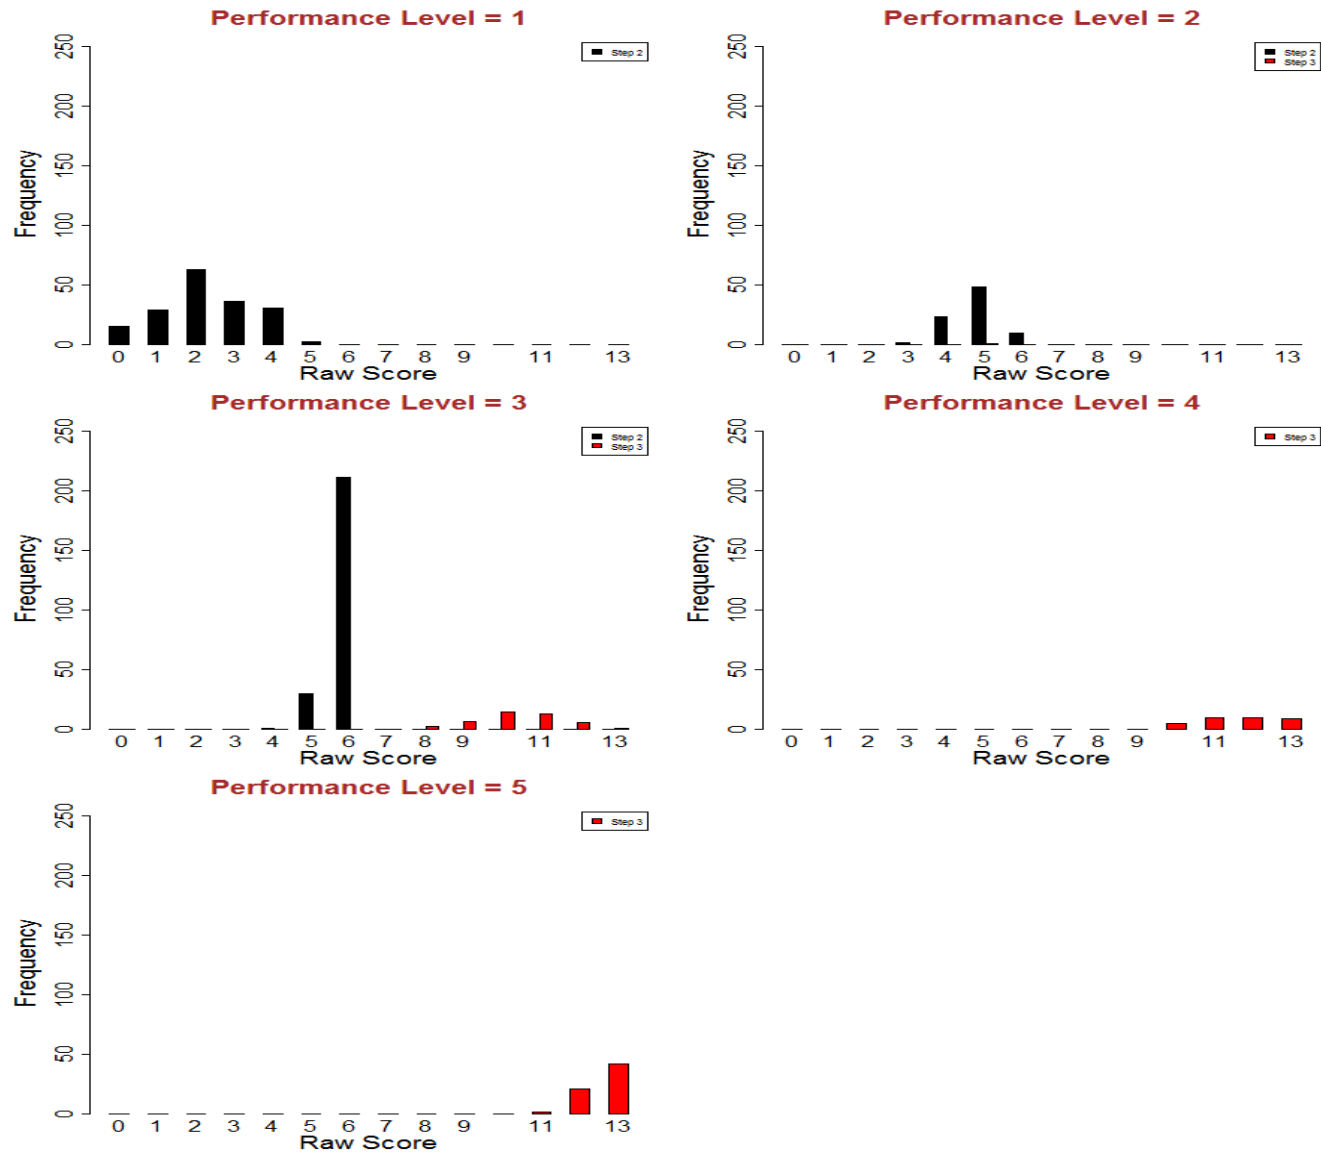 Performance Level = 1
Step 2
Frequency
0 50 100 150 200 250
0 1 2 3 4 5 6 7 8 9 11 13
Raw Score
Performance Level = 2
Step 2
Step 3
Frequency
0 50 100 150 200 250
0 1 2 3 4 5 6 7 8 9 11 13
Raw Score
Performance Level = 3
Step 2
Step 3
Frequency
0 50 100 150 200 250
0 1 2 3 4 5 6 7 8 9 11 13
Raw Score
Performance Level = 4
Step 3
Frequency
0 50 100 150 200 250
0 1 2 3 4 5 6 7 8 9 11 13
Raw Score
Performance Level = 5
Step 3
Frequency
0 50 100 150 200 250
0 1 2 3 4 5 6 7 8 9 11 13
Raw Score